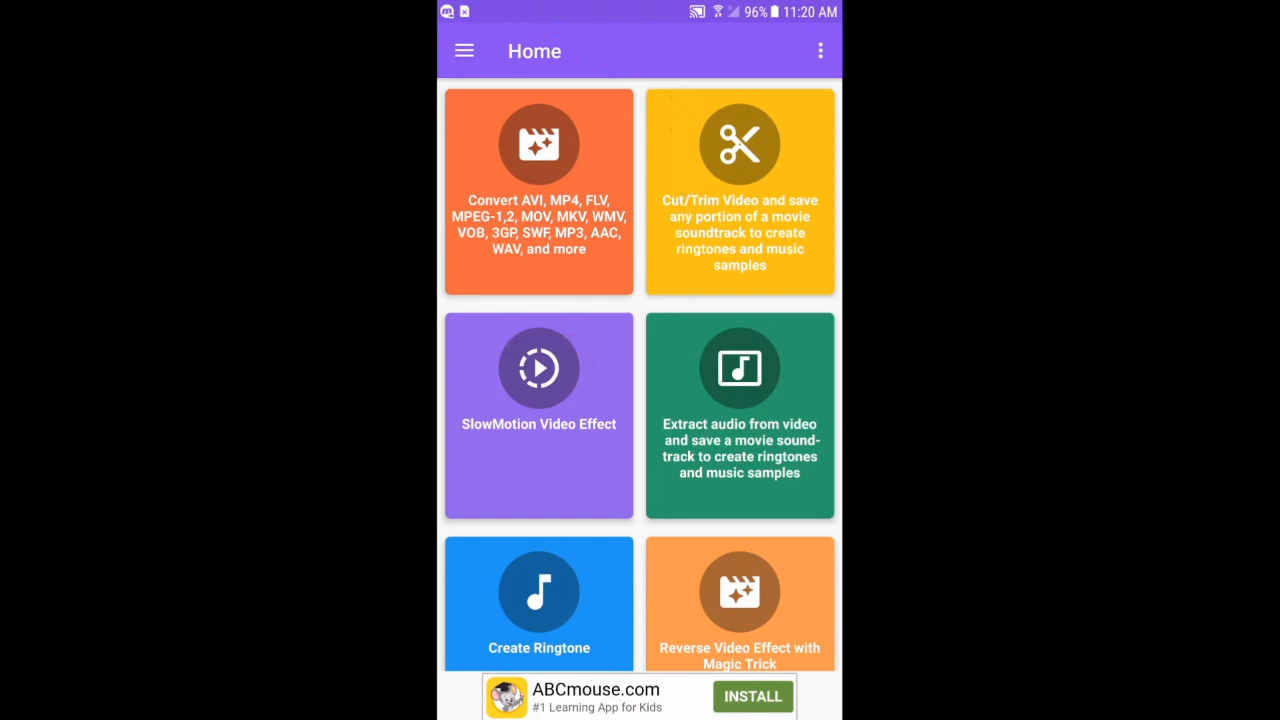 96% 11:20 AM
Home
Convert AVI, MP4, FLV,
MPEG-1,2, MOV, MKV, WMV,
VOB, 3GP, SWF, MP3, AAC,
WAV, and more
Cut/Trim Video and save
any portion of a movie
soundtrack to create
ringtones and music
samples
SlowMotion Video Effect
Extract audio from video
and save a movie sound-
track to create ringtones
and music samples
Create Ringtone
Reverse Video Effect with
Magic Trick
ABCmouse.com
#1 Learning App for Kids
INSTALL